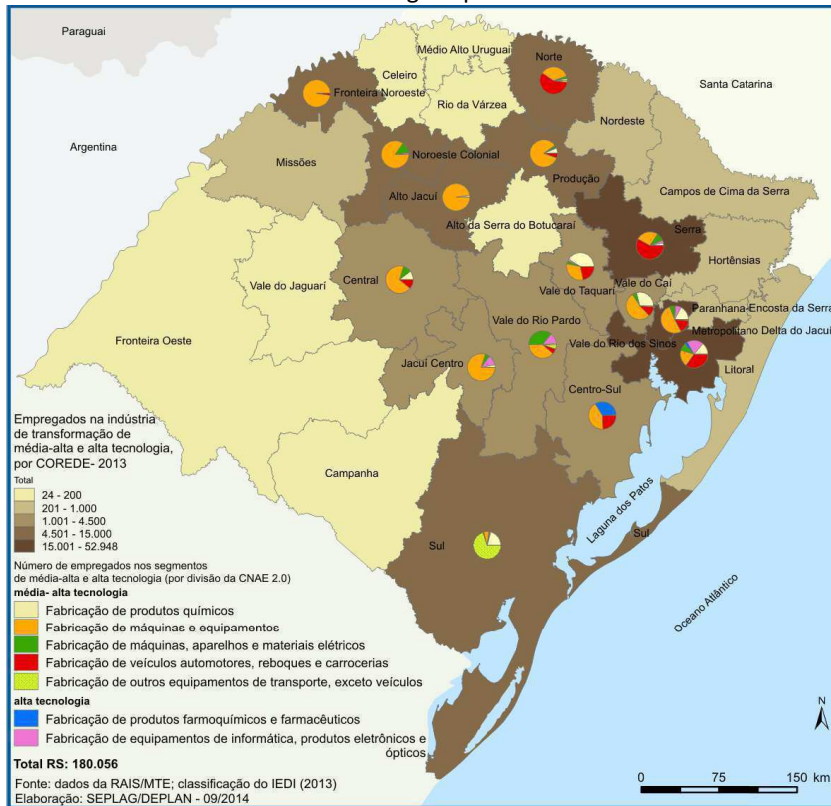 Paraguai
Médio Alto Uruguai
Norte
Celeiro
Fronteira Noroeste
Rio da Várzea
Santa Catarina
Nordeste
Argentina
Noroeste Colonial
Missões
Produção
Alto Jacuí
Campos de Cima da Serra
Alto da Serra do Botucaraí
Serra
Hortênsias
Vale do Jaguarí
Central
Vale do Taquarí
Vale do Caí
Paranhana-Encosta da Serra
Vale do Rio Pardo
Metropolitano Delta do Jacuí
Fronteira Oeste
Vale do Rio dos Sinos
Jacuí Centro
Litoral
Centro-Sul
Campanha
Laguna dos Patos
Sul
Sul
Oceano Atlântico
Empregados na indústria
de transformação de
média-alta e alta tecnologia,
por COREDE- 2013
Total
24 - 200
201 - 1.000
1.001 - 4.500
4.501 - 15.000
15.001 - 52.948
Número de empregados nos segmentos
de média-alta e alta tecnologia (por divisão da CNAE 2.0)
média- alta tecnologia
Fabricação de produtos químicos
Fabricação de máquinas e equipamentos
Fabricação de máquinas, aparelhos e materiais elétricos
Fabricação de veículos automotores, reboques e carrocerias
Fabricação de outros equipamentos de transporte, exceto veículos
alta tecnologia
Fabricação de produtos farmoquímicos e farmacêuticos
Fabricação de equipamentos de informática, produtos eletrônicos e
ópticos
Total RS: 180.056
Fonte: dados da RAIS/MTE; classificação do IEDI (2013)
Elaboração: SEPLAG/DEPLAN - 09/2014
N
0 75 150 km